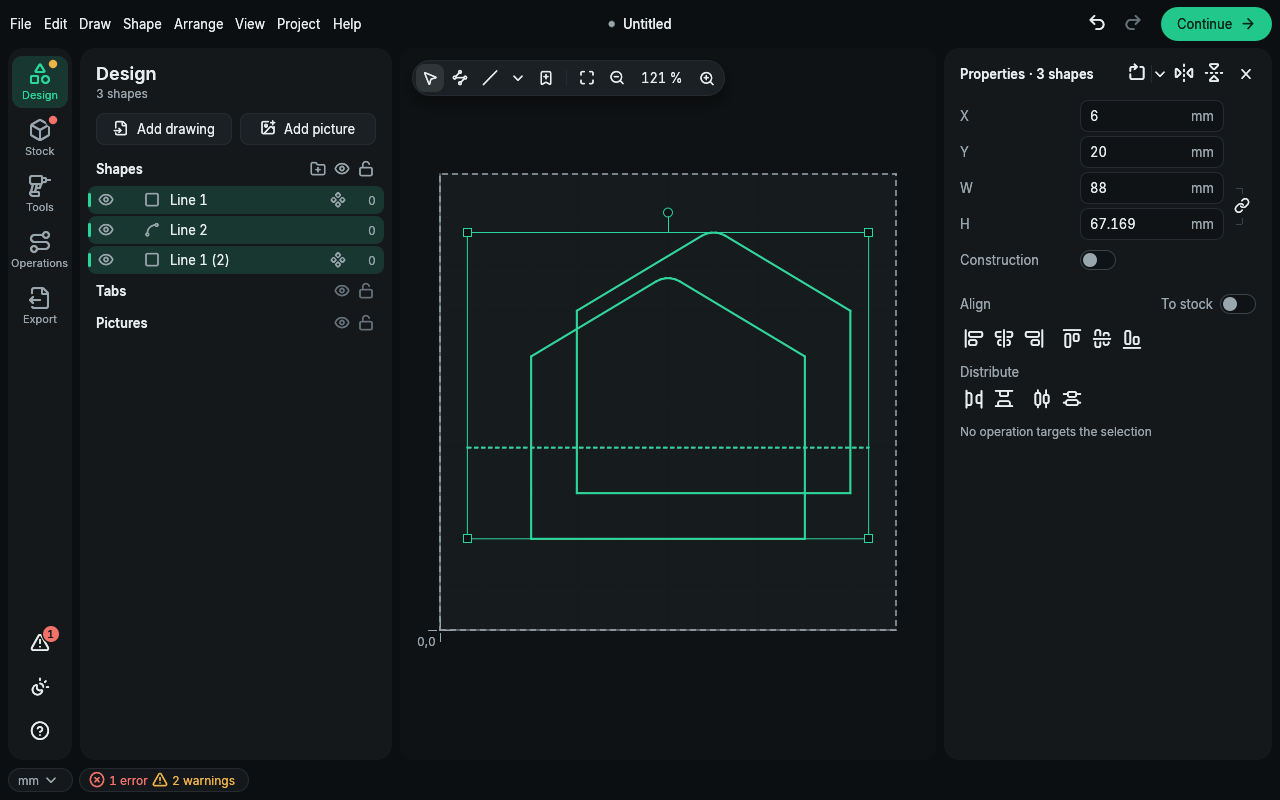 File Edit Draw Shape Arrange View Project Help
Untitled
Continue
Design
Stock
Tools
Operations
Export
1
Design
3 shapes
Add drawing
Add picture
Shapes
Line 1 0
Line 2 0
Line 1 (2) 0
Tabs
Pictures
121 %
0,0
Properties · 3 shapes
X 6 mm
Y 20 mm
W 88 mm
H 67.169 mm
Construction
Align To stock
Distribute
No operation targets the selection
mm
1 error 2 warnings